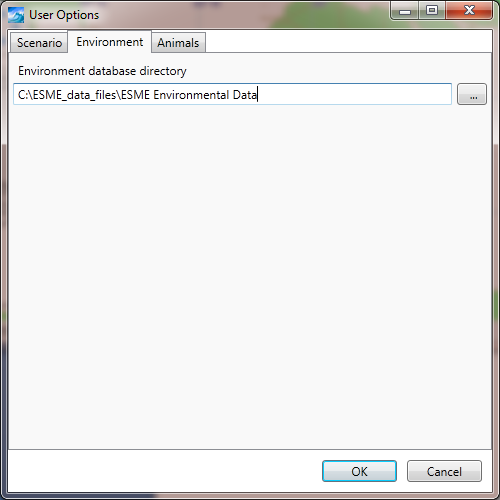 User Options
Scenario Environment Animals
Environment database directory
C:\ESME_data_files\ESME Environmental Data
...
OK Cancel